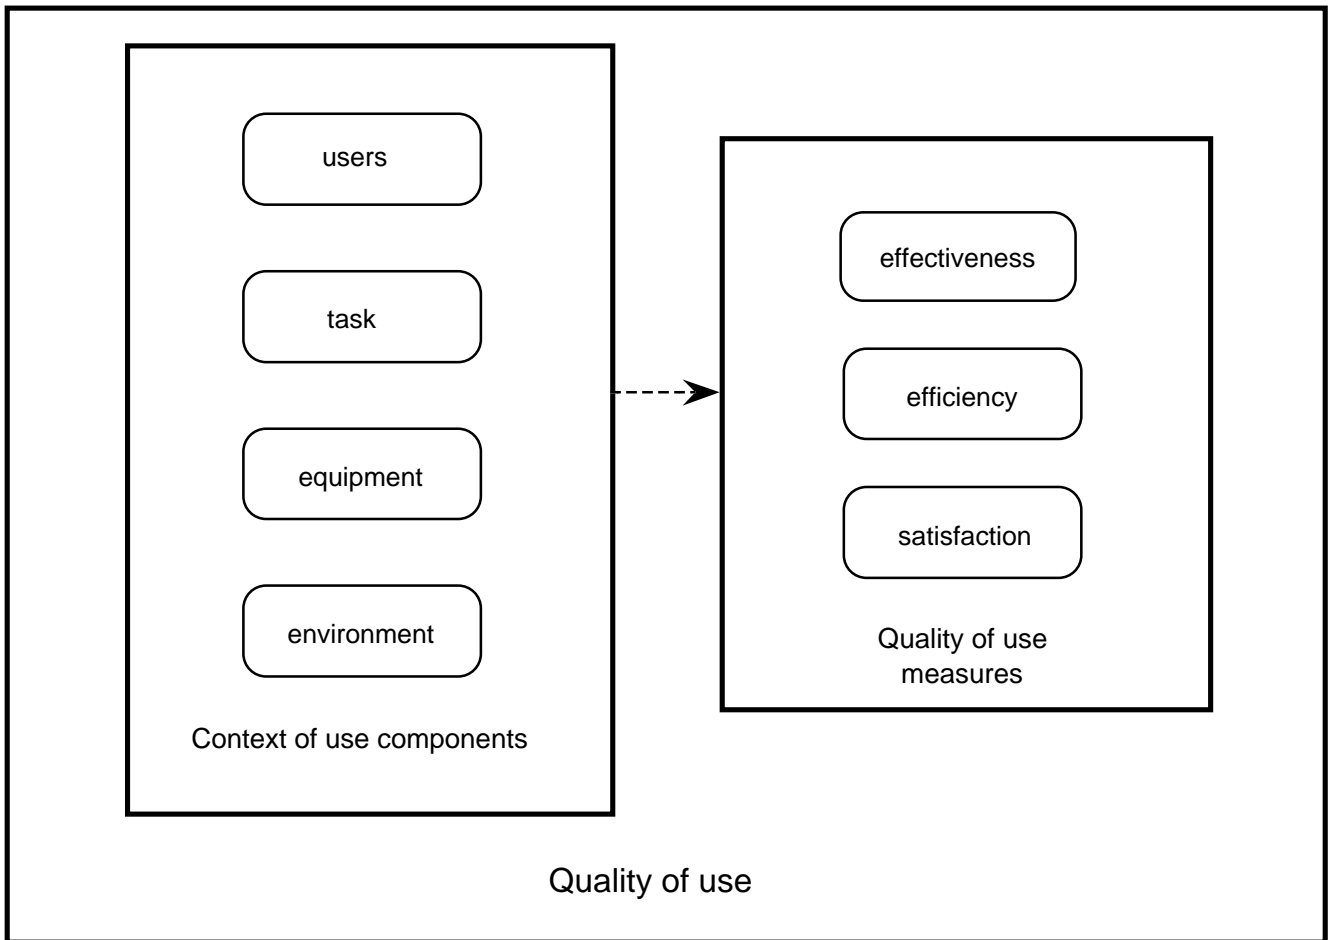 users
task
equipment
environment
Context of use components
effectiveness
efficiency
satisfaction
Quality of use
measures
Quality of use